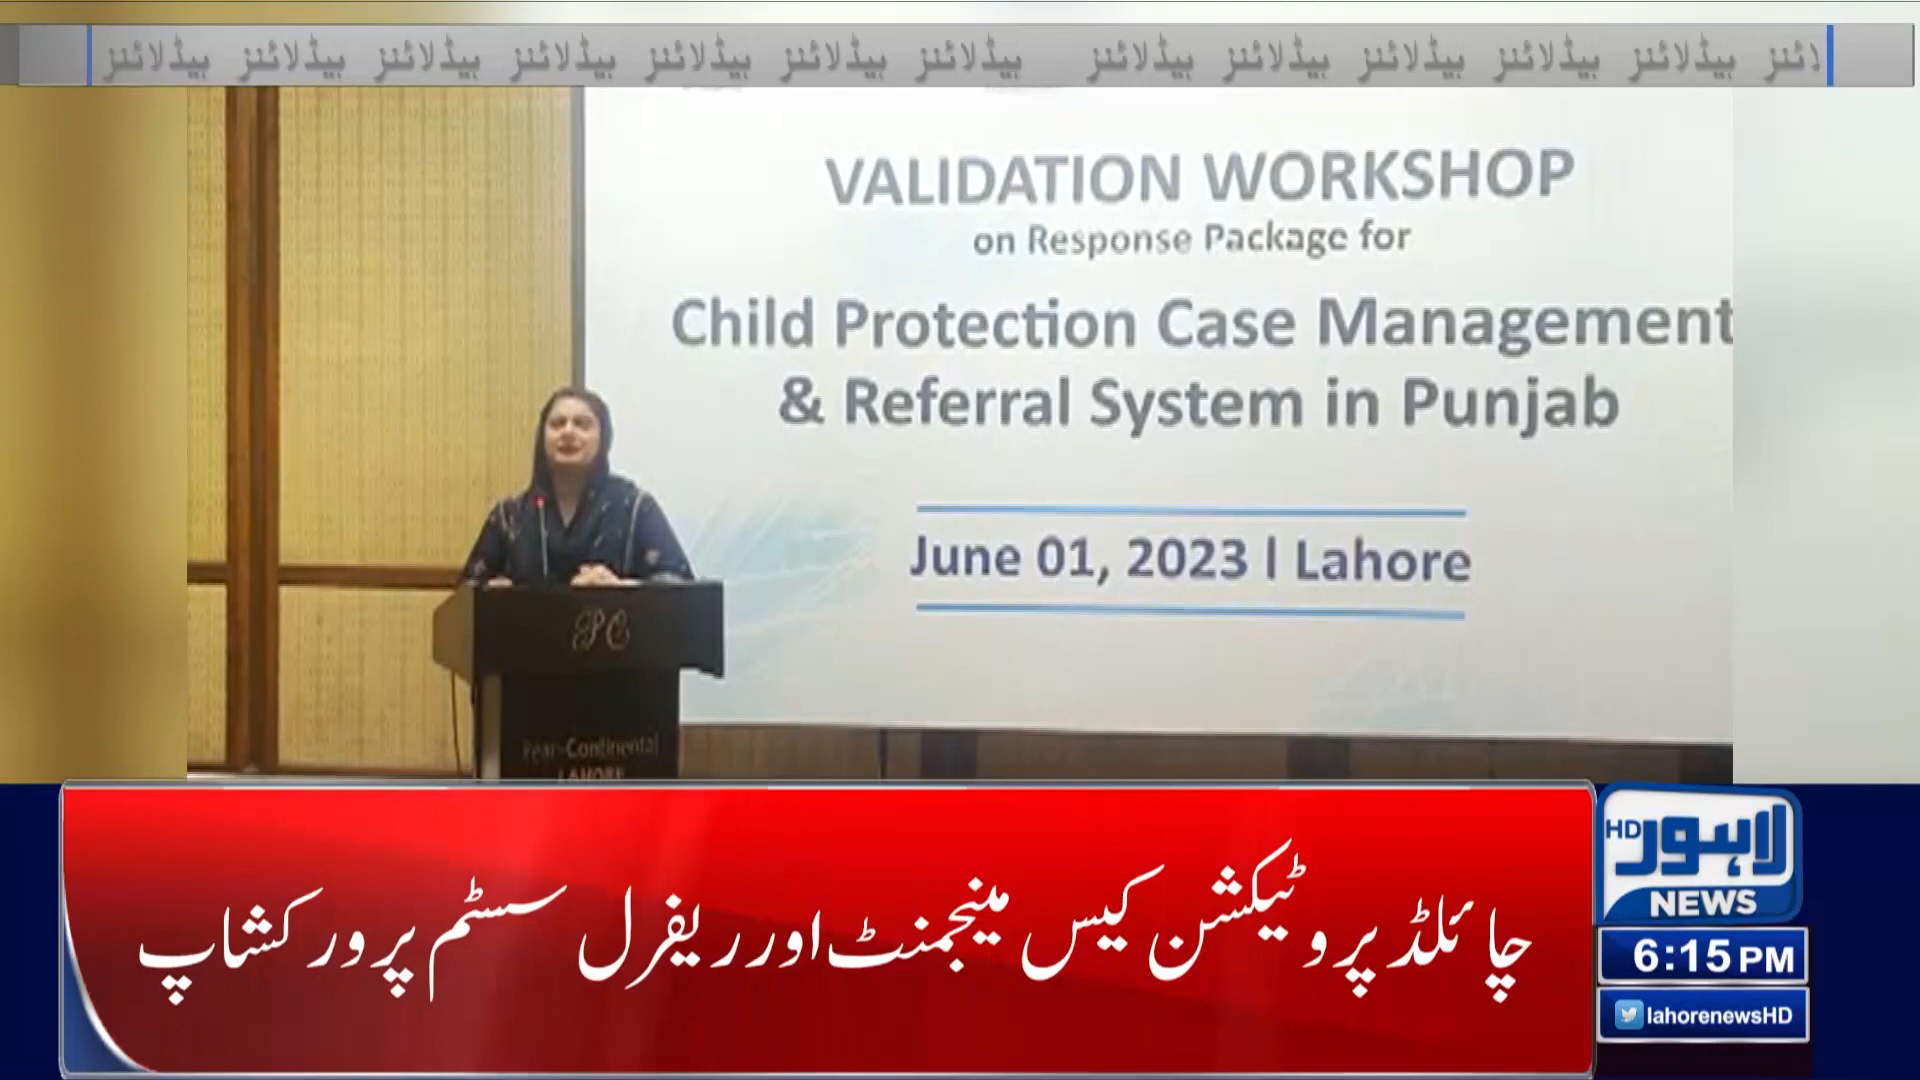 ہیڈلائنز ہیڈلائنز ہیڈلائنز ہیڈلائنز ہیڈلائنز ہیڈلائنز ہیڈلائنز ہیڈلائنز ہیڈلائنز ہیڈلائنز ہیڈلائنز ہیڈلائنز
VALIDATION WORKSHOP
on Response Package for
Child Protection Case Management
& Referral System in Punjab
June 01, 2023 | Lahore
PC
Pearl-Continental
LAHORE
چائلڈ پروٹیکشن کیس مینجمنٹ اور ریفرل سسٹم پر ورکشاپ
لاہور HD
NEWS
6:15 PM
lahorenewsHD